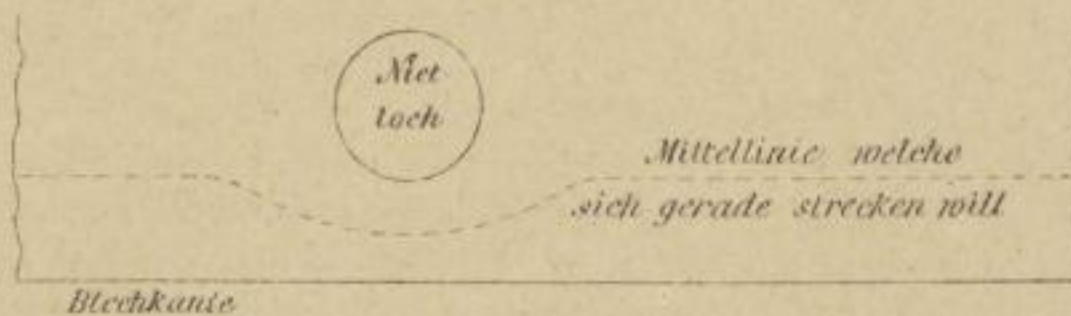 Niet
loch
Mittellinie welche
sich gerade strecken will
Blechkante